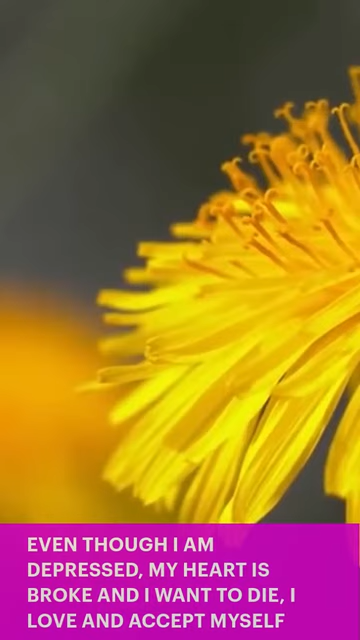 EVEN THOUGH I AM
DEPRESSED, MY HEART IS
BROKE AND I WANT TO DIE, I
LOVE AND ACCEPT MYSELF